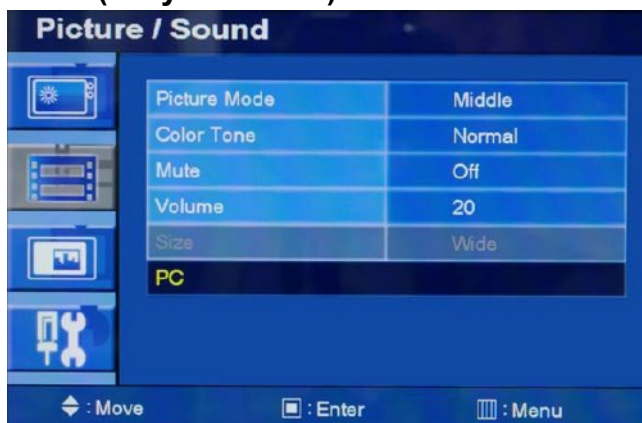 Picture / Sound
Picture Mode Middle
Color Tone Normal
Mute Off
Volume 20
Size Wide
PC
: Move : Enter : Menu